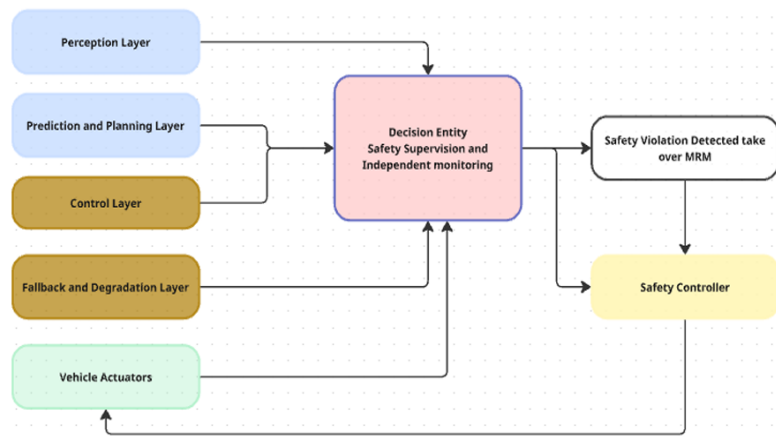 Perception Layer
Prediction and Planning Layer
Control Layer
Fallback and Degradation Layer
Vehicle Actuators
Decision Entity
Safety Supervision and
Independent monitoring
Safety Violation Detected take
over MRM
Safety Controller